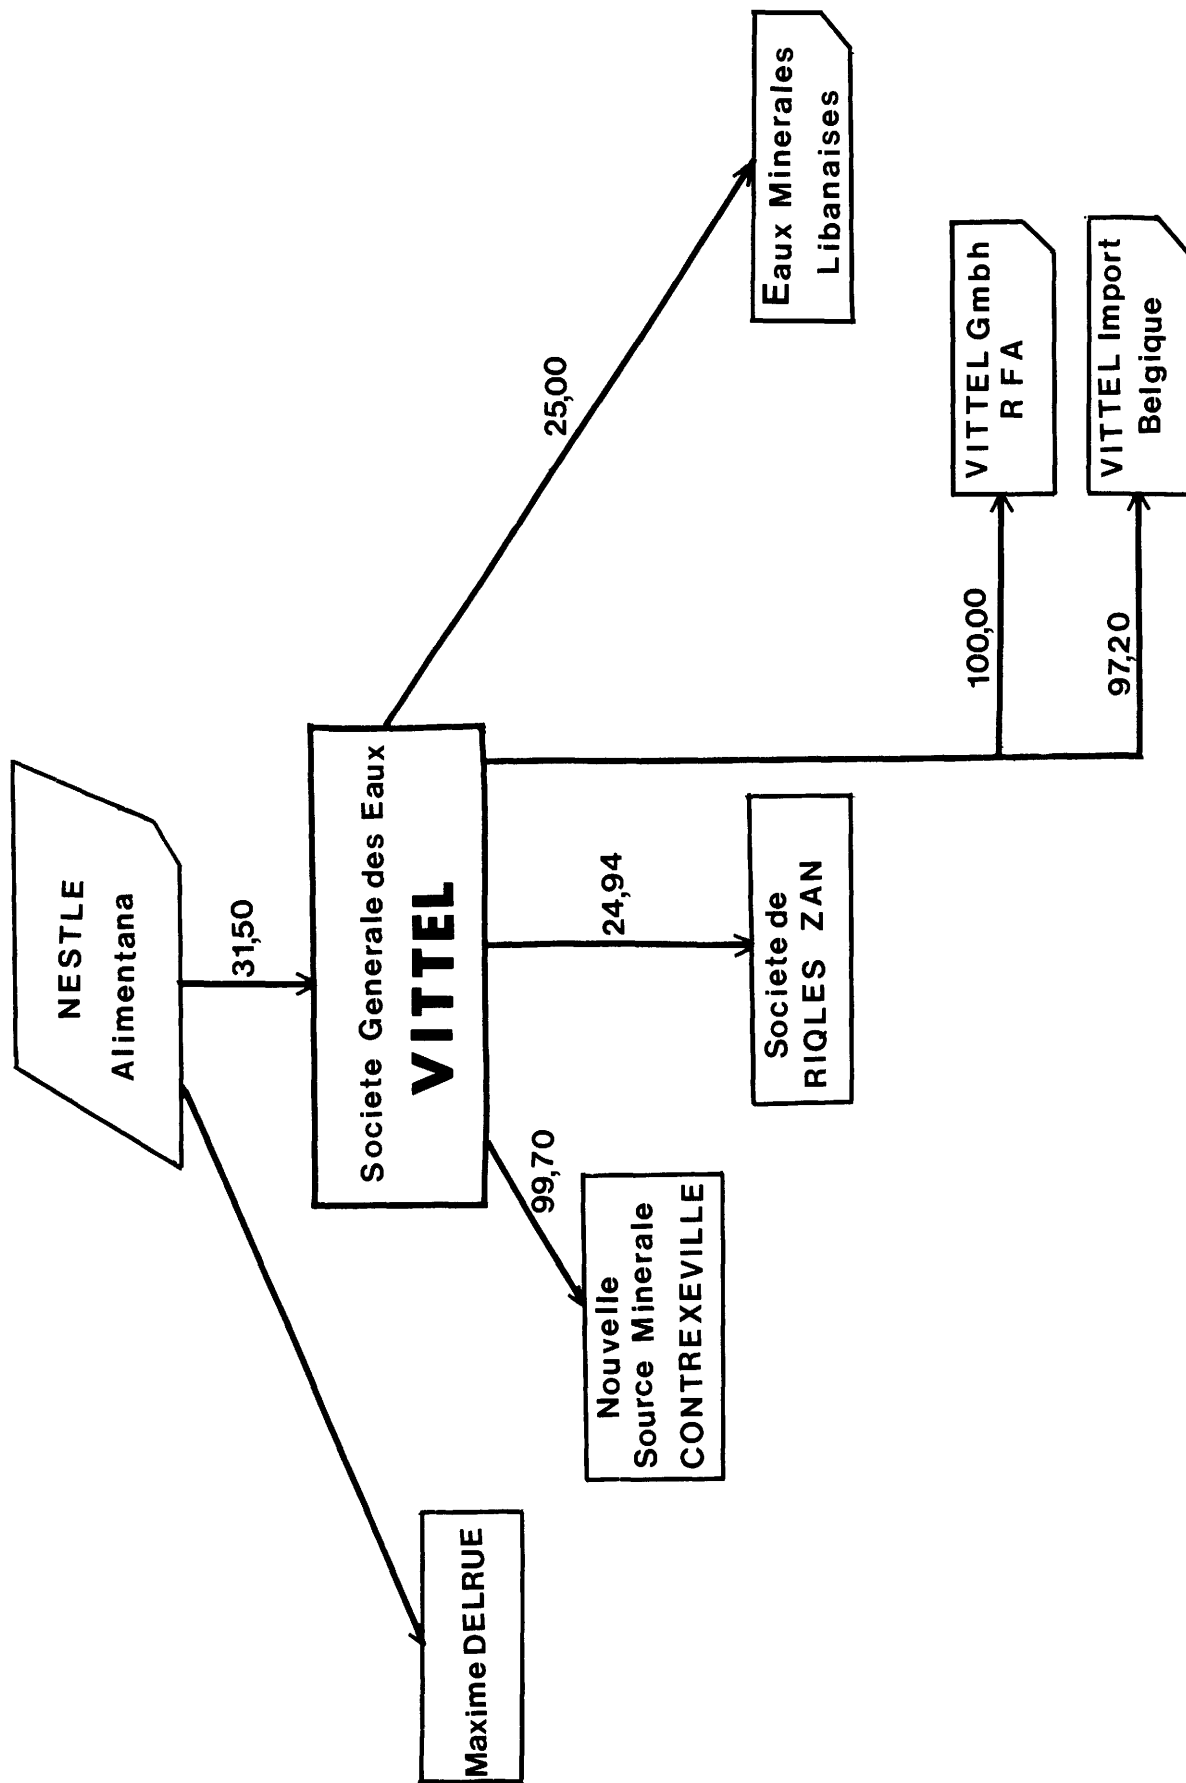 NESTLE
Alimentana
31,50
Societe Generale des Eaux
VITTEL
Maxime DELRUE
99,70
Nouvelle
Source Minerale
CONTREXEVILLE
24,94
Societe de
RIQLES ZAN
25,00
Eaux Minerales
Libanaises
100,00
VITTEL Gmbh
RFA
97,20
VITTEL Import
Belgique